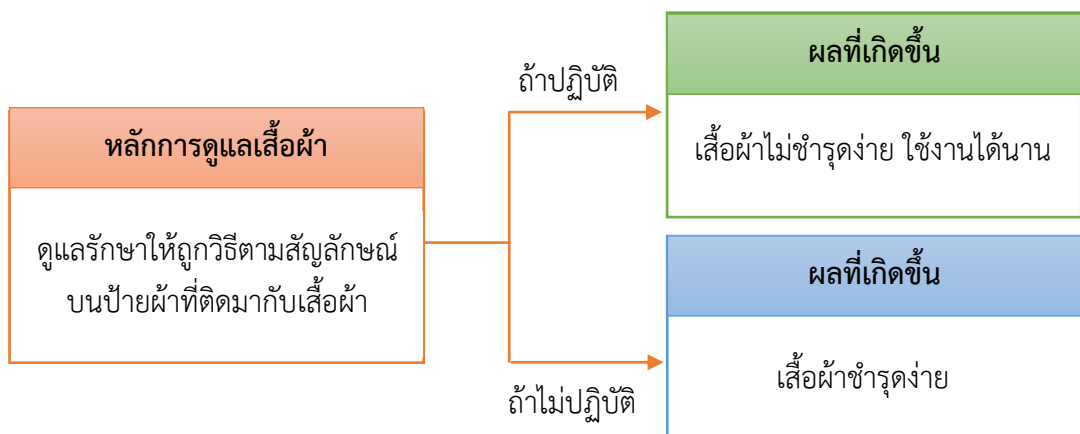 หลักการดูแลเสื้อผ้า
ดูแลรักษาให้ถูกวิธีตามสัญลักษณ์
บนป้ายผ้าที่ติดมากับเสื้อผ้า
ถ้าปฏิบัติ
ผลที่เกิดขึ้น
เสื้อผ้าไม่ชำรุดง่าย ใช้งานได้นาน
ถ้าไม่ปฏิบัติ
ผลที่เกิดขึ้น
เสื้อผ้าชำรุดง่าย